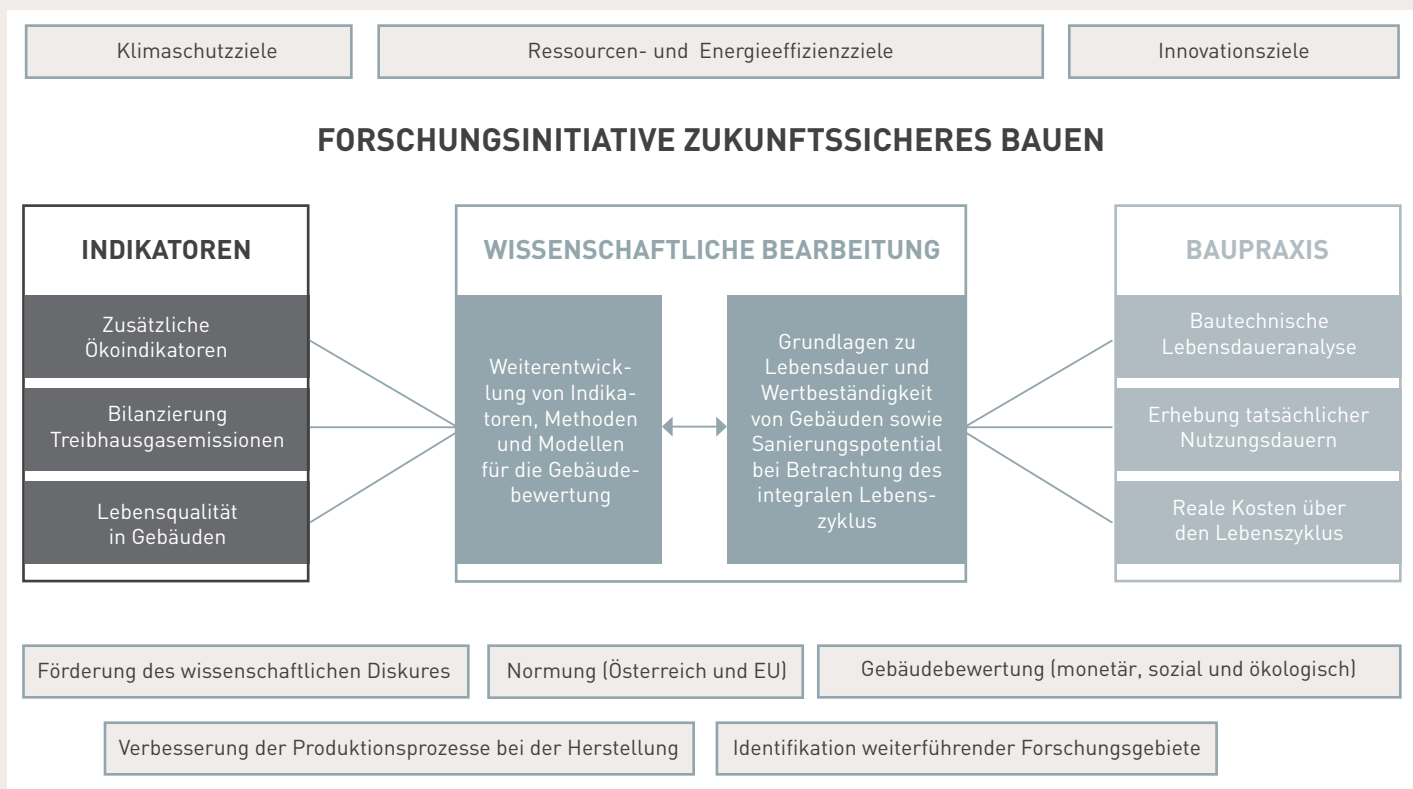 Klimaschutzziele
Ressourcen- und Energieeffizienzziele
Innovationsziele
FORSCHUNGSINITIATIVE ZUKUNFTSSICHERES BAUEN
INDIKATOREN
Zusätzliche
Ökoindikatoren
Bilanzierung
Treibhausgasemissionen
Lebensqualität
in Gebäuden
WISSENSCHAFTLICHE BEARBEITUNG
Weiterentwick-
lung von Indika-
toren, Methoden
und Modellen
für die Gebäude-
bewertung
Grundlagen zu
Lebensdauer und
Wertbeständigkeit
von Gebäuden sowie
Sanierungspotential
bei Betrachtung des
integralen Lebens-
zyklus
BAUPRAXIS
Bautechnische
Lebensdaueranalyse
Erhebung tatsächlicher
Nutzungsdauern
Reale Kosten über
den Lebenszyklus
Förderung des wissenschaftlichen Diskures
Normung (Österreich und EU)
Gebäudebewertung (monetär, sozial und ökologisch)
Verbesserung der Produktionsprozesse bei der Herstellung
Identifikation weiterführender Forschungsgebiete